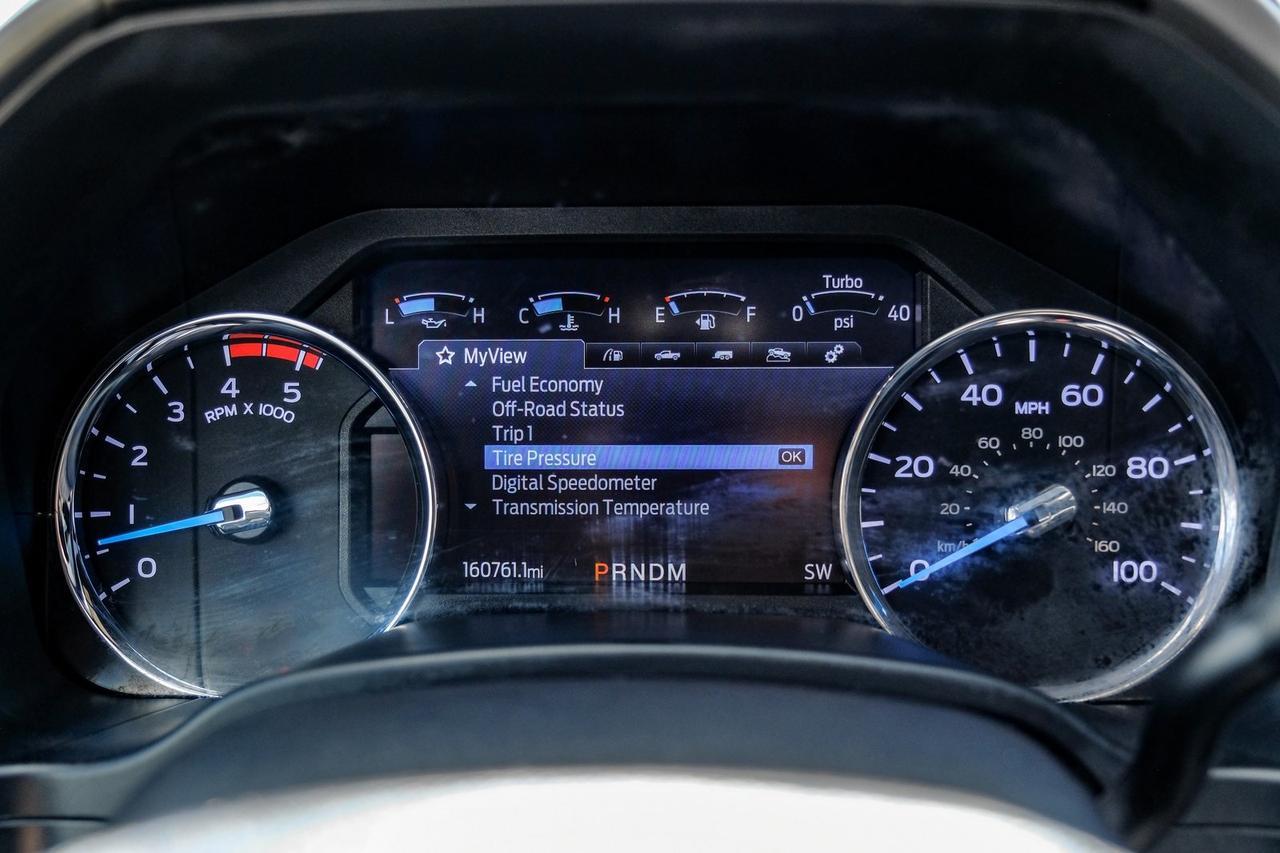 Turbo
L H
C H
E F
0 40
psi
MyView
Fuel Economy
Off-Road Status
Trip 1
Tire Pressure OK
Digital Speedometer
Transmission Temperature
160761.1mi PRNDM SW
0
1
2
3
4
5
RPM X 1000
0
20
40
60
80
100
MPH
20
40
60
80
100
120
140
160
km/h